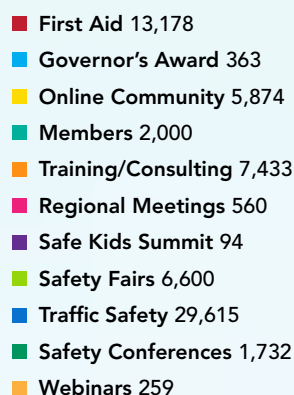 First Aid 13,178
Governor's Award 363
Online Community 5,874
Members 2,000
Training/Consulting 7,433
Regional Meetings 560
Safe Kids Summit 94
Safety Fairs 6,600
Traffic Safety 29,615
Safety Conferences 1,732
Webinars 259